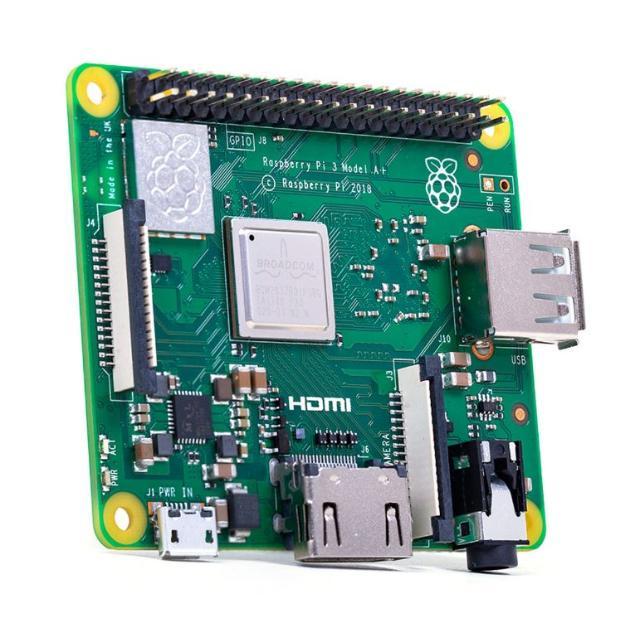 Made in the UK
GPIO J8
Raspberry Pi 3 Model A+
© Raspberry Pi 2018
PEN
RUN
J4
BROADCOM
J10
USB
J3
HDMI
CAMERA
J6
ACT
PWR
J1 PWR IN